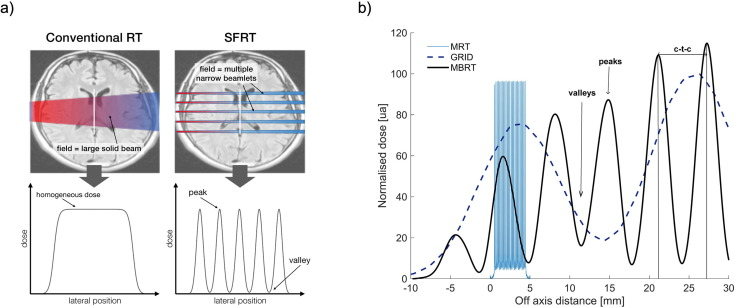 a)
Conventional RT
SFRT
field = multiple
narrow beamlets
field = large solid beam
homogeneous dose
dose
lateral position
peak
valley
dose
lateral position
b)
MRT
GRID
MBRT
c-t-c
peaks
valleys
Normalised dose [ua]
120
100
80
60
40
20
0
-10
-5
0
5
10
15
20
25
30
Off axis distance [mm]